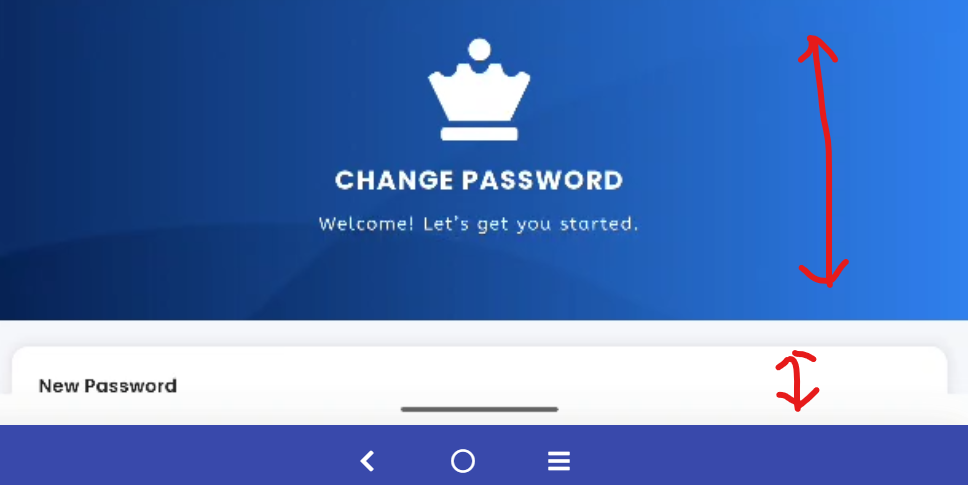 CHANGE PASSWORD
Welcome! Let's get you started.
New Password